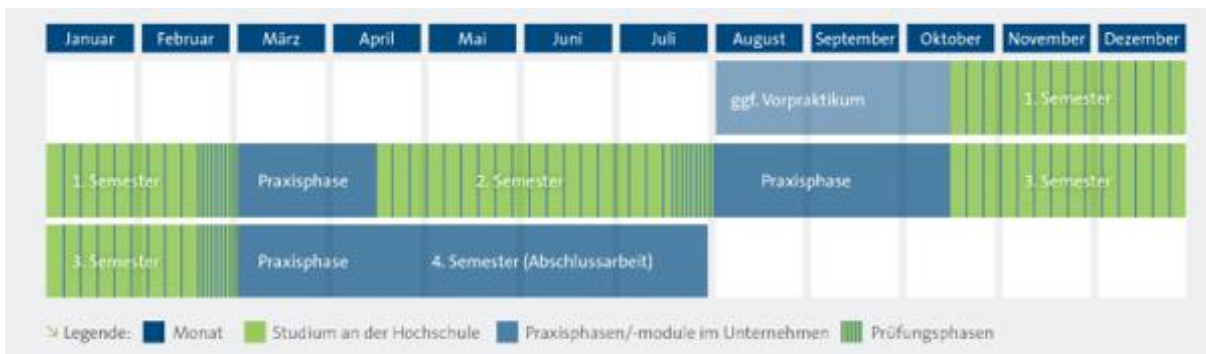 Januar Februar März April Mai Juni Juli August September Oktober November Dezember
ggf. Vorpraktikum 1. Semester
1. Semester Praxisphase 2. Semester Praxisphase 3. Semester
3. Semester Praxisphase 4. Semester (Abschlussarbeit)
Legende: Monat Studium an der Hochschule Praxisphasen/-module im Unternehmen Prüfungsphasen